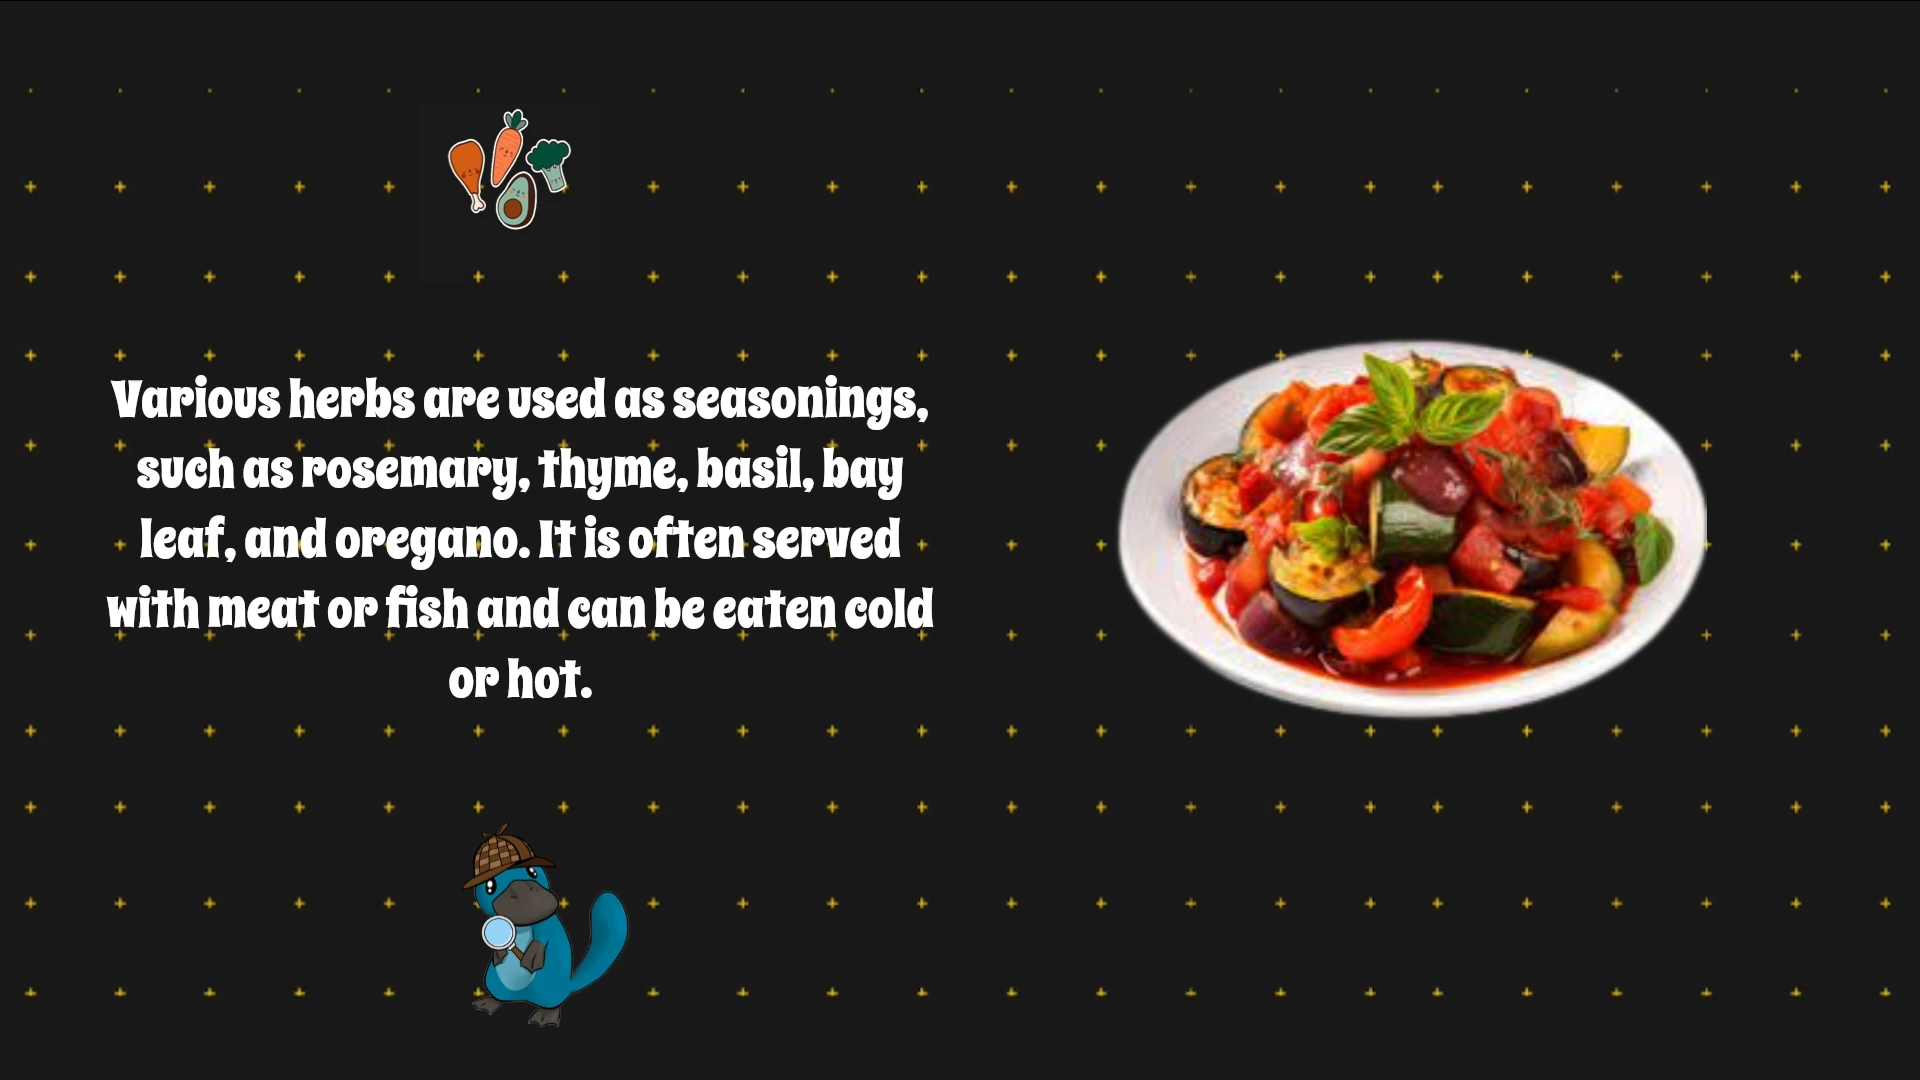 Various herbs are used as seasonings,
such as rosemary, thyme, basil, bay
leaf, and oregano. It is often served
with meat or fish and can be eaten cold
or hot.